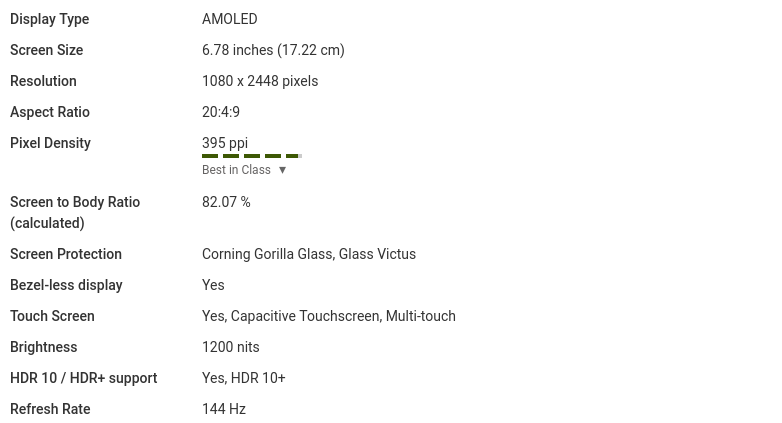 Display Type AMOLED
Screen Size 6.78 inches (17.22 cm)
Resolution 1080 x 2448 pixels
Aspect Ratio 20:4:9
Pixel Density 395 ppi
Best in Class ▼
Screen to Body Ratio 82.07 %
(calculated)
Screen Protection Corning Gorilla Glass, Glass Victus
Bezel-less display Yes
Touch Screen Yes, Capacitive Touchscreen, Multi-touch
Brightness 1200 nits
HDR 10 / HDR+ support Yes, HDR 10+
Refresh Rate 144 Hz